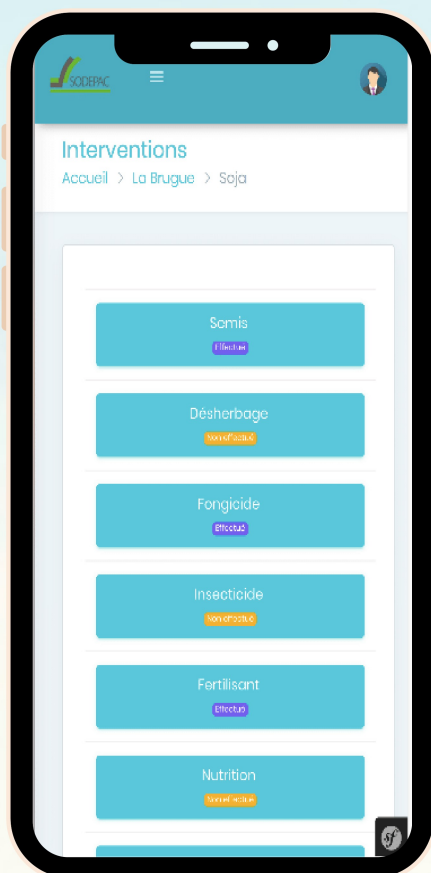 SODEPAC
Interventions
Accueil > La Brugue > Soja
Semis
Effectué
Désherbage
Non effectué
Fongicide
Effectué
Insecticide
Non effectué
Fertilisant
Effectué
Nutrition
Non effectué
sf